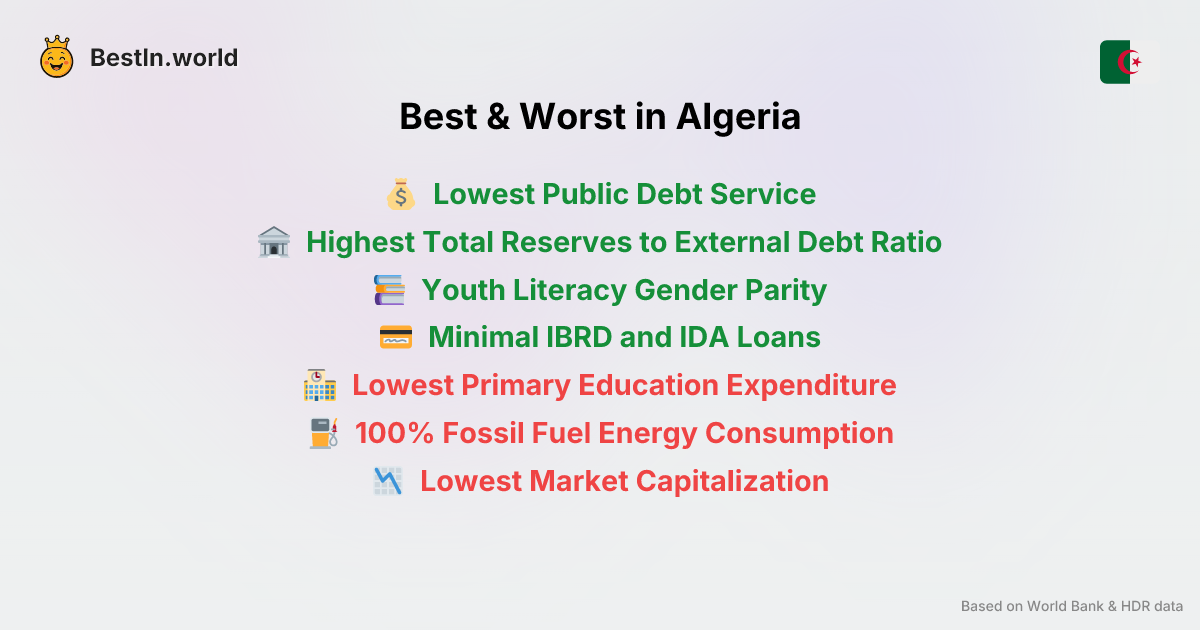 BestIn.world
Best & Worst in Algeria
Lowest Public Debt Service
Highest Total Reserves to External Debt Ratio
Youth Literacy Gender Parity
Minimal IBRD and IDA Loans
Lowest Primary Education Expenditure
100% Fossil Fuel Energy Consumption
Lowest Market Capitalization
Based on World Bank & HDR data